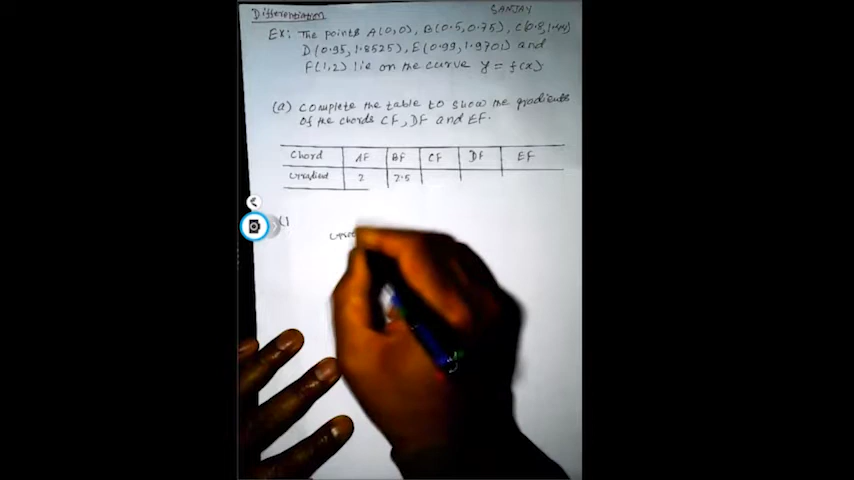 Differentiation
SANJAY
EX: The points A(0,0), B(0.5,0.75), C(0.8,1.44)
D(0.95,1.8525), E(0.99,1.9701) and
F(1,2) lie on the curve y = f(x).
(a) Complete the table to show the gradients
of the chords CF, DF and EF.
Chord AF BF CF DF EF
Gradient 2 2.5